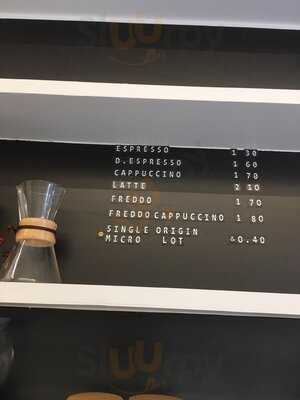 ESPRESSO 1 30
D.ESPRESSO 1 60
CAPPUCCINO 1 70
LATTE 2 10
FREDDO 1 70
FREDDO CAPPUCCINO 1 80
SINGLE ORIGIN
MICRO LOT &0.40